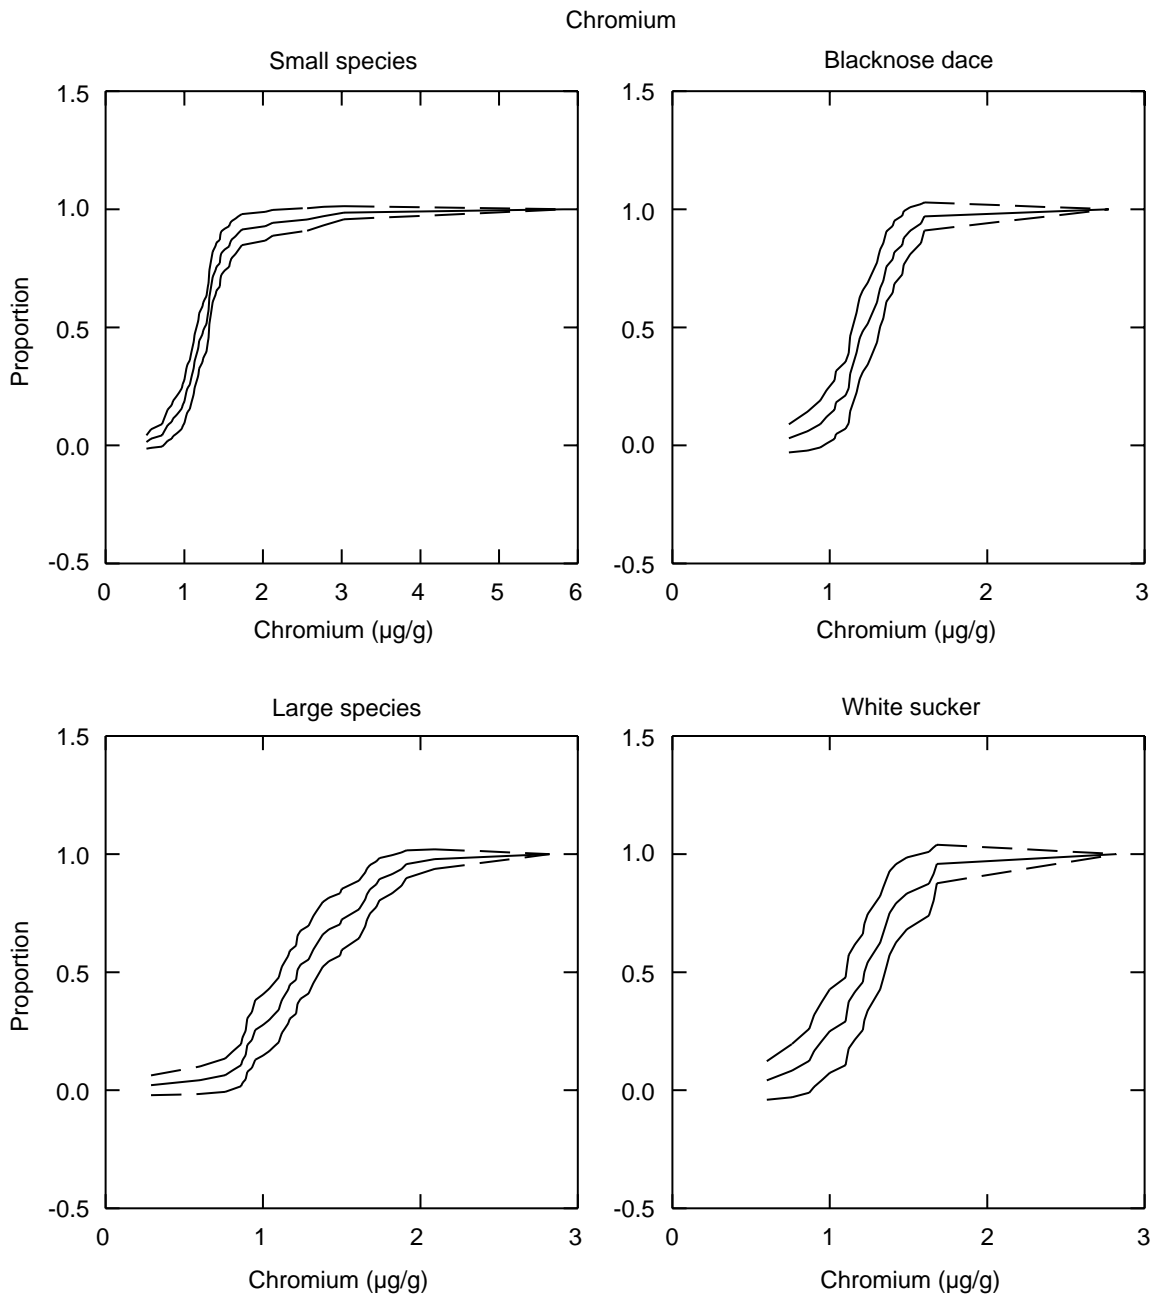 Chromium
Small species
Blacknose dace
1.5
1.0
0.5
0.0
-0.5
Proportion
0 1 2 3 4 5 6
Chromium (µg/g)
1.5
1.0
0.5
0.0
-0.5
0 1 2 3
Chromium (µg/g)
Large species
White sucker
1.5
1.0
0.5
0.0
-0.5
Proportion
0 1 2 3
Chromium (µg/g)
1.5
1.0
0.5
0.0
-0.5
0 1 2 3
Chromium (µg/g)